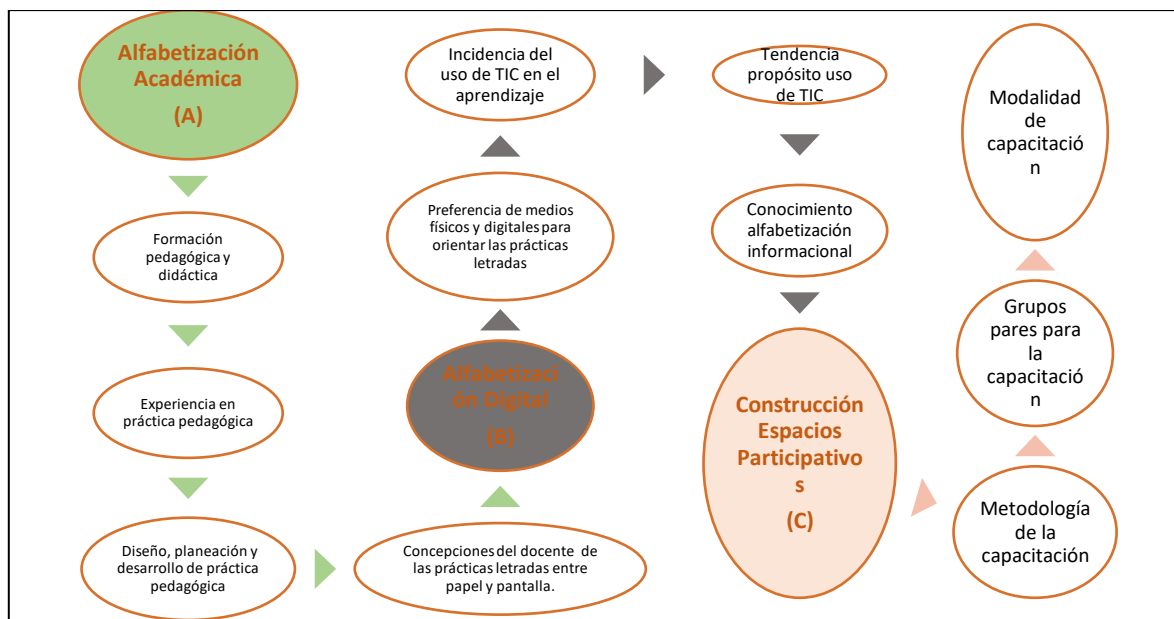 Alfabetización
Académica
(A)
Formación
pedagógica y
didáctica
Experiencia en
práctica pedagógica
Diseño, planeación y
desarrollo de práctica
pedagógica
Concepciones del docente de
las prácticas letradas entre
papel y pantalla.
Alfabetizaci
ón Digital
(B)
Preferencia de medios
físicos y digitales para
orientar las prácticas
letradas
Incidencia del
uso de TIC en el
aprendizaje
Tendencia
propósito uso
de TIC
Conocimiento
alfabetización
informacional
Construcción
Espacios
Participativo
s
(C)
Metodología
de la
capacitación
Grupos
pares para
la
capacitació
n
Modalidad
de
capacitació
n